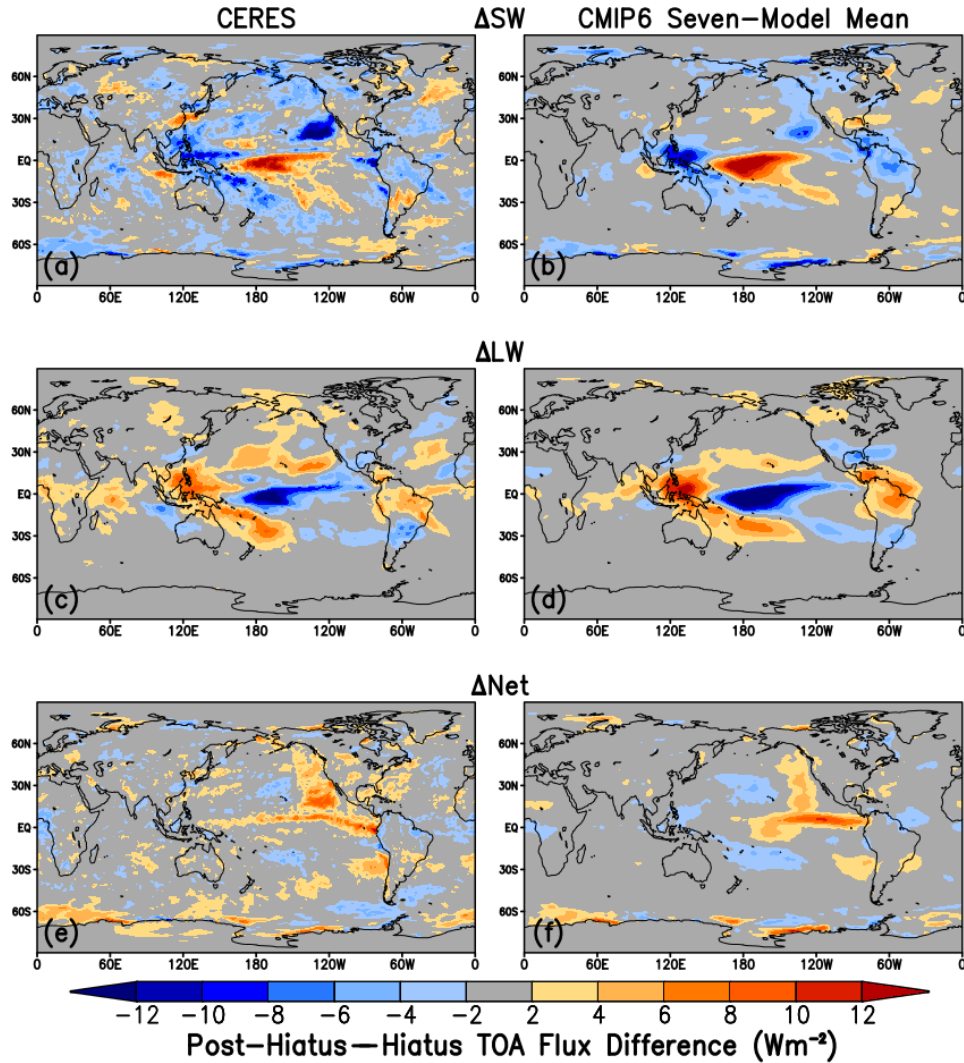 CERES ΔSW CMIP6 Seven-Model Mean
60N
30N
EQ
30S
60S
(a)
0 60E 120E 180 120W 60W 0
60N
30N
EQ
30S
60S
(b)
0 60E 120E 180 120W 60W 0
ΔLW
60N
30N
EQ
30S
60S
(c)
0 60E 120E 180 120W 60W 0
60N
30N
EQ
30S
60S
(d)
0 60E 120E 180 120W 60W 0
ΔNet
60N
30N
EQ
30S
60S
(e)
0 60E 120E 180 120W 60W 0
60N
30N
EQ
30S
60S
(f)
0 60E 120E 180 120W 60W 0
−12 −10 −8 −6 −4 −2 2 4 6 8 10 12
Post−Hiatus−Hiatus TOA Flux Difference (Wm⁻²)